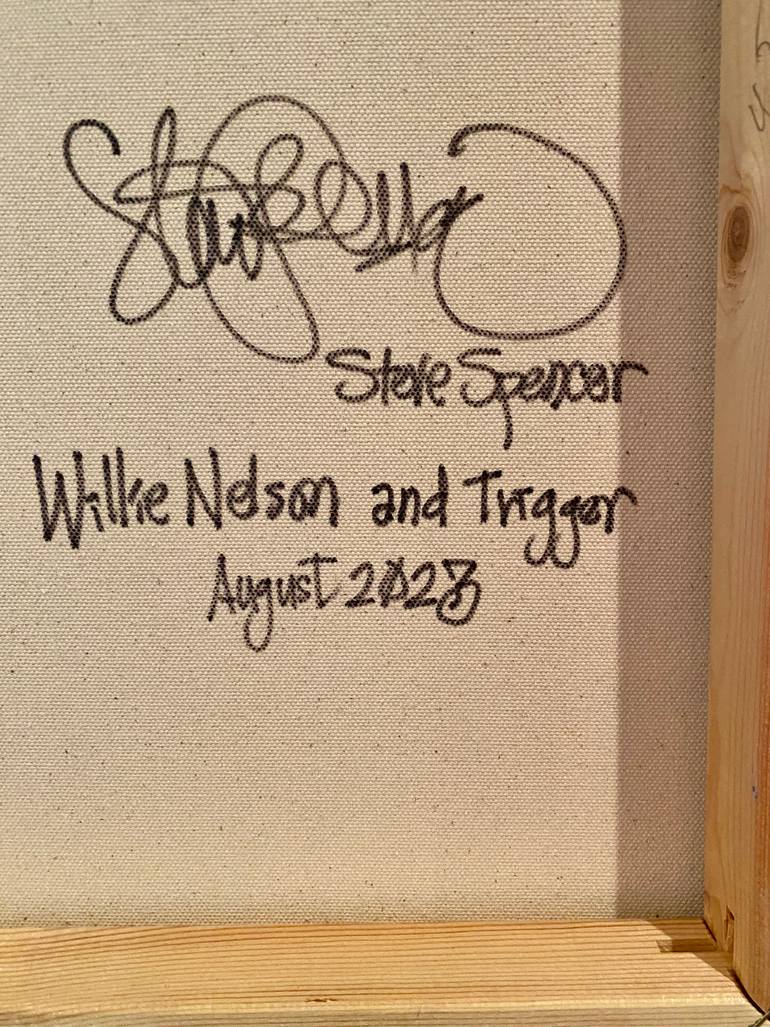 Steve Spencer
Willie Nelson and Trigger
August 2023